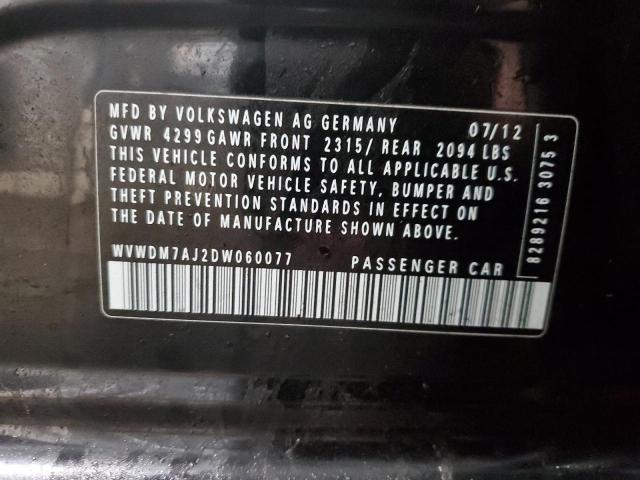 MFD BY VOLKSWAGEN AG GERMANY 07/12
GVWR 4299 GAWR FRONT 2315/ REAR 2094 LBS
THIS VEHICLE CONFORMS TO ALL APPLICABLE U.S.
FEDERAL MOTOR VEHICLE SAFETY, BUMPER AND
THEFT PREVENTION STANDARDS IN EFFECT ON
THE DATE OF MANUFACTURE SHOWN ABOVE.
WVWDM7AJ2DW060077 PASSENGER CAR
8289216 3075 3